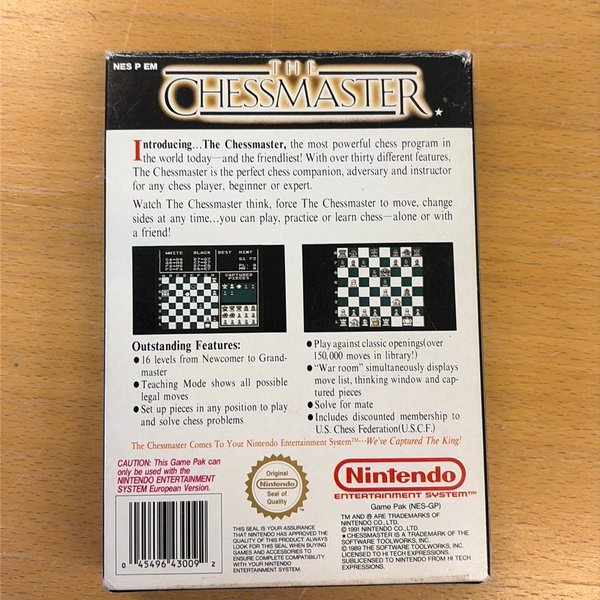 NES P EM
THE
CHESSMASTER
Introducing...The Chessmaster, the most powerful chess program in
the world today—and the friendliest! With over thirty different features,
The Chessmaster is the perfect chess companion, adversary and instructor
for any chess player, beginner or expert.
Watch The Chessmaster think, force The Chessmaster to move, change
sides at any time...you can play, practice or learn chess—alone or with
a friend!
WHITE BLACK BEST HINT
CAPTURED
PIECES
Outstanding Features:
● 16 levels from Newcomer to Grand-
master
● Teaching Mode shows all possible
legal moves
● Set up pieces in any position to play
and solve chess problems
● Play against classic openings(over
150,000 moves in library!)
● "War room" simultaneously displays
move list, thinking window and cap-
tured pieces
● Solve for mate
● Includes discounted membership to
U.S. Chess Federation(U.S.C.F.)
The Chessmaster Comes To Your Nintendo Entertainment System™...We've Captured The King!
CAUTION: This Game Pak can
only be used with the
NINTENDO ENTERTAINMENT
SYSTEM European Version.
0 45496 43009 2
Original
Nintendo
Seal of
Quality
THIS SEAL IS YOUR ASSURANCE
THAT NINTENDO HAS APPROVED THE
QUALITY OF THIS PRODUCT. ALWAYS
LOOK FOR THIS SEAL WHEN BUYING
GAMES AND ACCESSORIES TO
ENSURE COMPLETE COMPATIBILITY
WITH YOUR NINTENDO
ENTERTAINMENT SYSTEM.
Nintendo
ENTERTAINMENT SYSTEM™
Game Pak (NES-GP)
TM AND ® ARE TRADEMARKS OF
NINTENDO CO.,LTD.
© 1991 NINTENDO CO.,LTD.
★CHESSMASTER IS A TRADEMARK OF THE
SOFTWARE TOOLWORKS, INC.
© 1989 THE SOFTWARE TOOLWORKS, INC.
LICENSED TO HI TECH EXPRESSIONS,
SUBLICENSED TO NINTENDO FROM HI TECH
EXPRESSIONS.